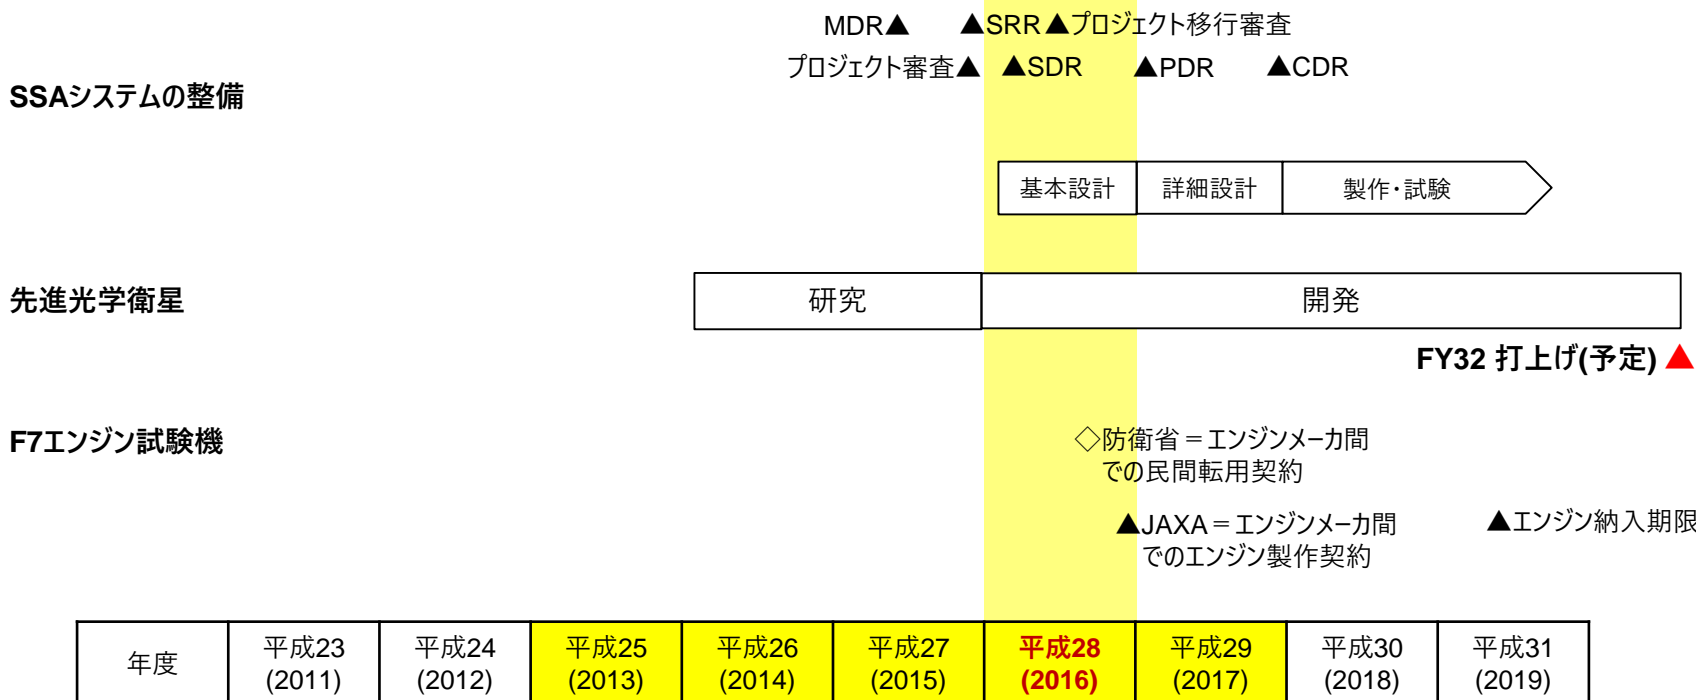 MDR▲ ▲SRR▲プロジェクト移行審査
プロジェクト審査▲ ▲SDR ▲PDR ▲CDR
SSAシステムの整備
基本設計 詳細設計 製作・試験
先進光学衛星 研究 開発
FY32 打上げ(予定) ▲
F7エンジン試験機
◇防衛省＝エンジンメーカ間
での民間転用契約
▲JAXA＝エンジンメーカ間 ▲エンジン納入期限
でのエンジン製作契約
年度 平成23 平成24 平成25 平成26 平成27 平成28 平成29 平成30 平成31
(2011) (2012) (2013) (2014) (2015) (2016) (2017) (2018) (2019)